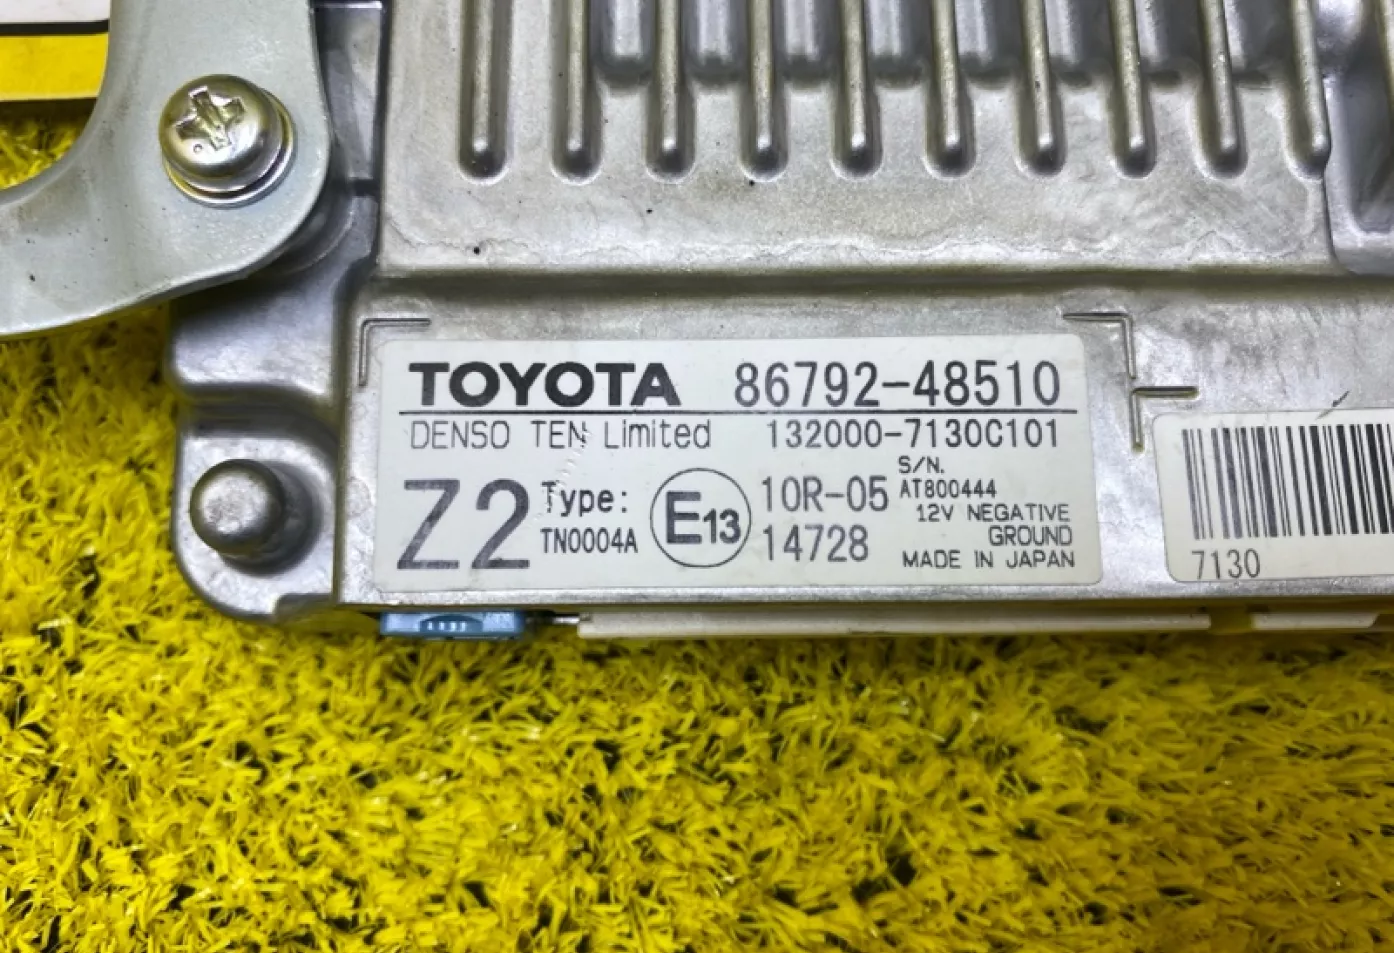 TOYOTA 86792-48510
DENSO TEN Limited 132000-7130C101
Z2 Type: TN0004A
E13 10R-05 14728
S/N. AT800444
12V NEGATIVE
GROUND
MADE IN JAPAN
7130